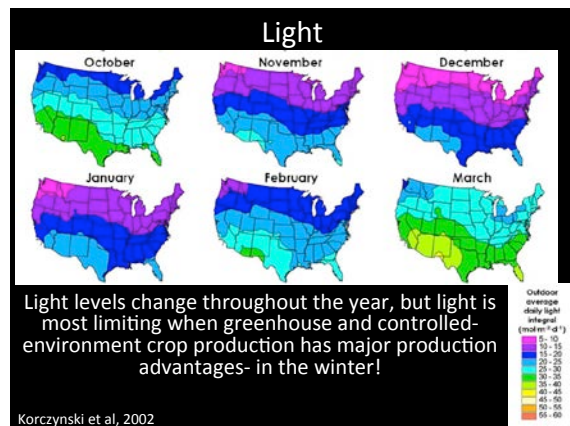 Light
October
November
December
January
February
March
Light levels change throughout the year, but light is
most limiting when greenhouse and controlled-
environment crop production has major production
advantages- in the winter!
Outdoor
average
daily light
integral
(mol·m⁻²·d⁻¹)
5 - 10
10 - 15
15 - 20
20 - 25
25 - 30
30 - 35
35 - 40
40 - 45
45 - 50
50 - 55
55 - 60
Korczynski et al, 2002